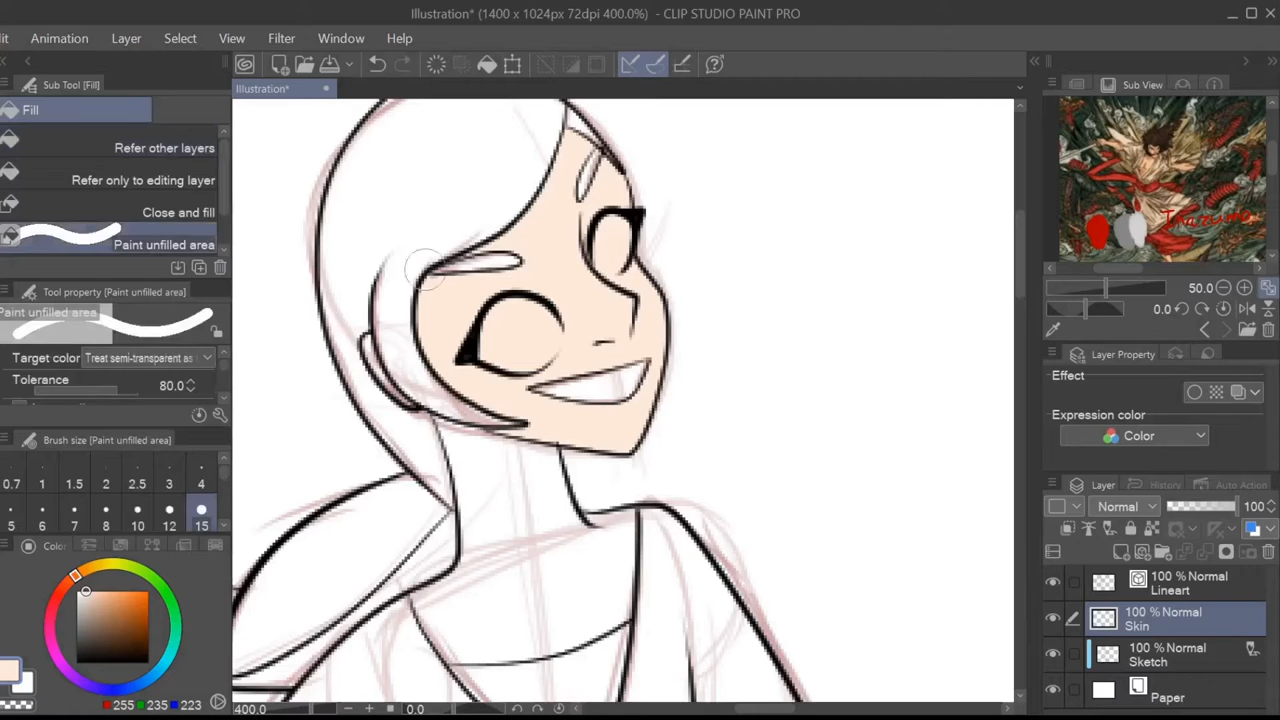 Illustration* (1400 x 1024px 72dpi 400.0%) - CLIP STUDIO PAINT PRO
it Animation Layer Select View Filter Window Help
Sub Tool [Fill]
Illustration*
Sub View
Fill
Refer other layers
Refer only to editing layer
Close and fill
Paint unfilled area
Tool property [Paint unfilled area]
Paint unfilled area
Target color Treat semi-transparent as
Tolerance 80.0
Brush size [Paint unfilled area]
0.7 1 2 2.5 3 4
5 6 7 8 10 12 15
Color
255 235 223
400.0 0.0
50.0
0.0
Layer Property
Effect
Expression color
Color
Layer History Auto Action
Normal 100
100 % Normal
Lineart
100 % Normal
Skin
100 % Normal
Sketch
Paper